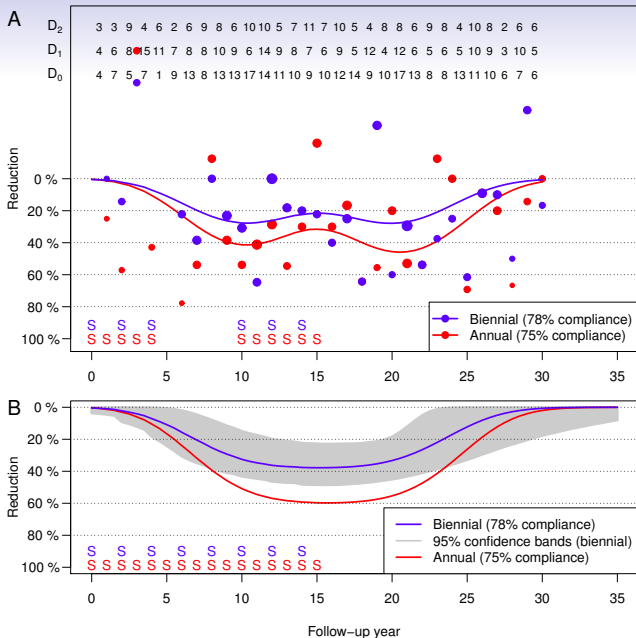 A
D2 3 3 9 4 6 2 6 9 8 6 10 10 5 7 11 7 10 5 4 8 8 6 9 8 4 10 8 2 6 6
D1 4 6 8 15 11 7 8 8 10 9 6 14 9 8 7 6 9 5 12 4 12 6 5 6 5 10 9 3 10 5
D0 4 7 5 7 1 9 13 8 13 13 17 14 11 10 9 10 12 14 9 10 17 13 8 8 13 11 10 6 7 6
Reduction
0 %
20 %
40 %
60 %
80 %
100 %
S S S S S S
S S S S S S S S S S S
Biennial (78% compliance)
Annual (75% compliance)
0 5 10 15 20 25 30 35
B
Reduction
0 %
20 %
40 %
60 %
80 %
100 %
S S S S S S S S
S S S S S S S S S S S S S S S S
Biennial (78% compliance)
95% confidence bands (biennial)
Annual (75% compliance)
0 5 10 15 20 25 30 35
Follow-up year